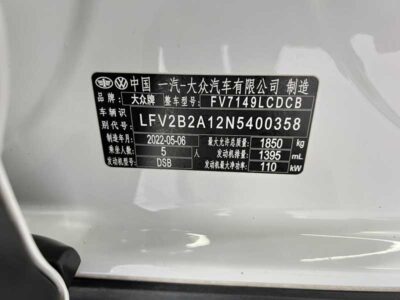 中国 一汽-大众汽车有限公司 制造
品牌: 大众牌 整车型号: FV7149LCDCB
车辆识别代号: LFV2B2A12N5400358
制造年月: 2022-05-06 最大允许总质量: 1850 kg
乘坐人数: 5 人 发动机排量: 1395 mL
发动机型号: DSB 发动机最大净功率: 110 kW